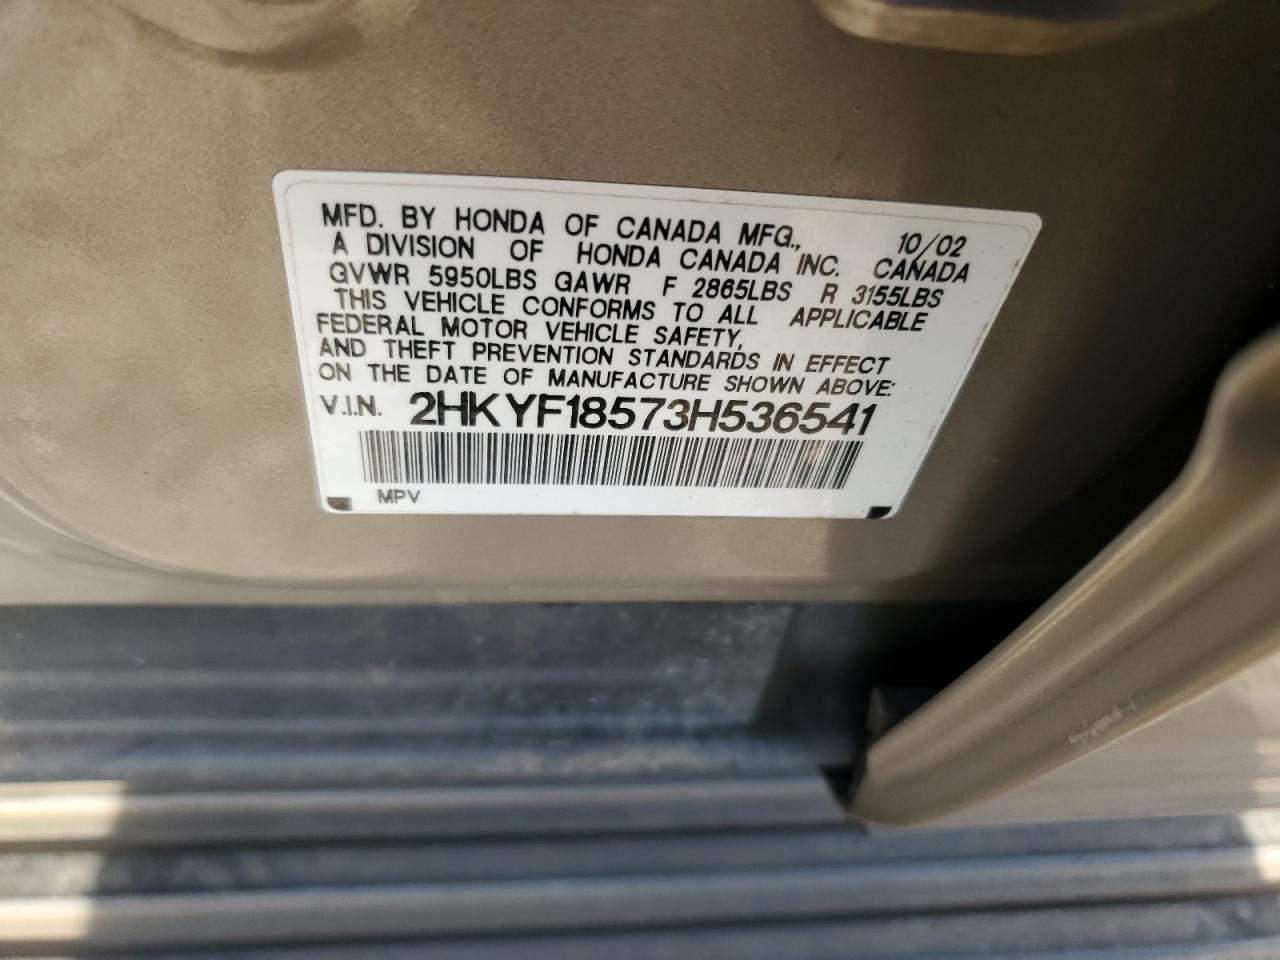 MFD. BY HONDA OF CANADA MFG., 10/02
A DIVISION OF HONDA CANADA INC. CANADA
GVWR 5950LBS GAWR F 2865LBS R 3155LBS
THIS VEHICLE CONFORMS TO ALL APPLICABLE
FEDERAL MOTOR VEHICLE SAFETY,
AND THEFT PREVENTION STANDARDS IN EFFECT
ON THE DATE OF MANUFACTURE SHOWN ABOVE:
V.I.N. 2HKYF18573H536541
MPV